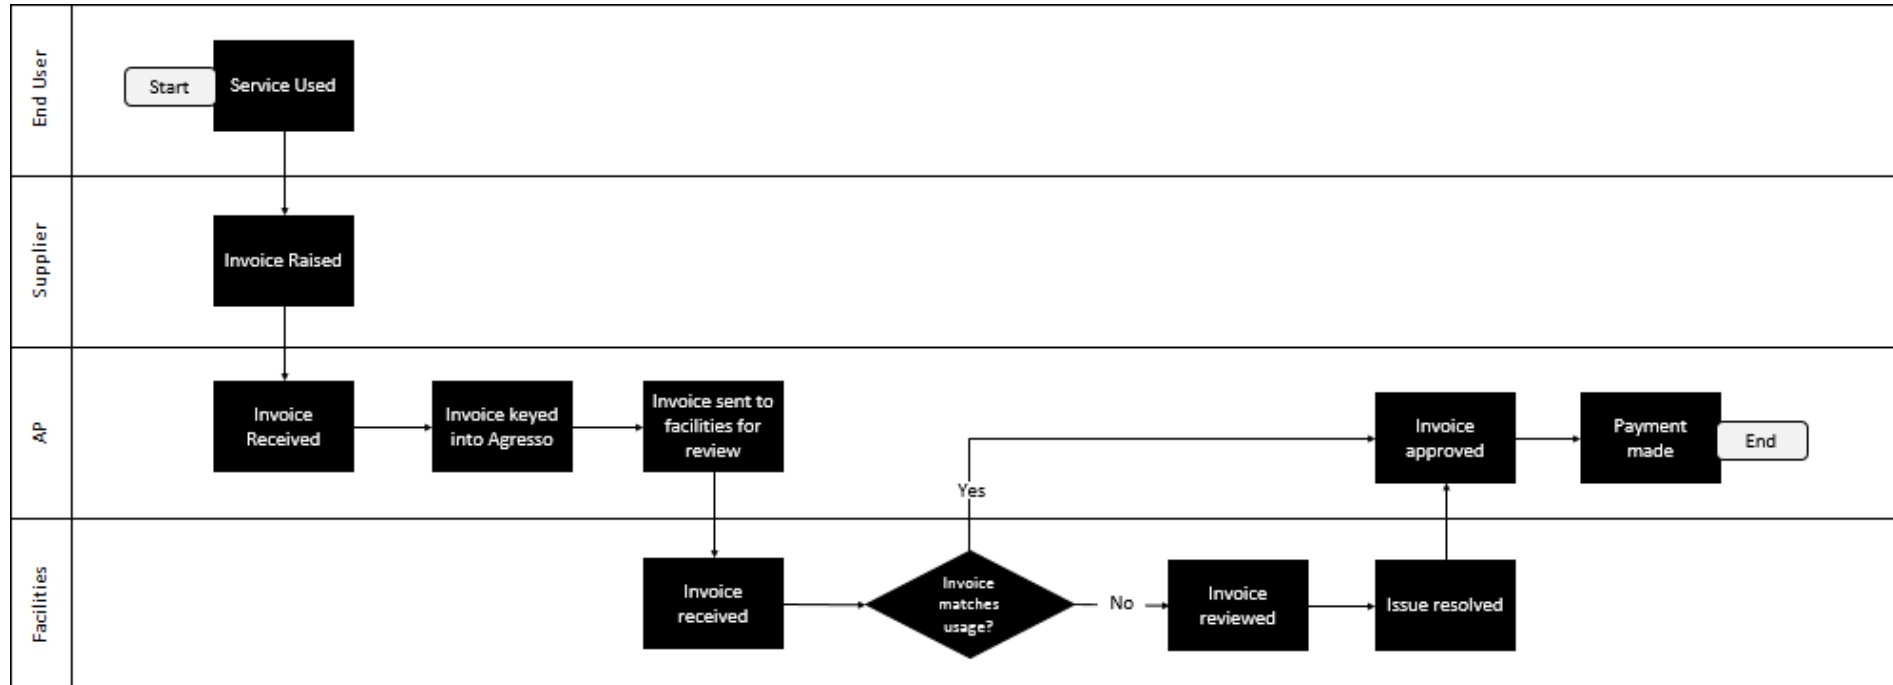 End User
Start
Service Used
Supplier
Invoice Raised
AP
Invoice
Received
Invoice keyed
into Agresso
Invoice sent to
facilities for
review
Yes
Invoice
approved
Payment
made
End
Facilities
Invoice
received
Invoice
matches
usage?
No
Invoice
reviewed
Issue resolved